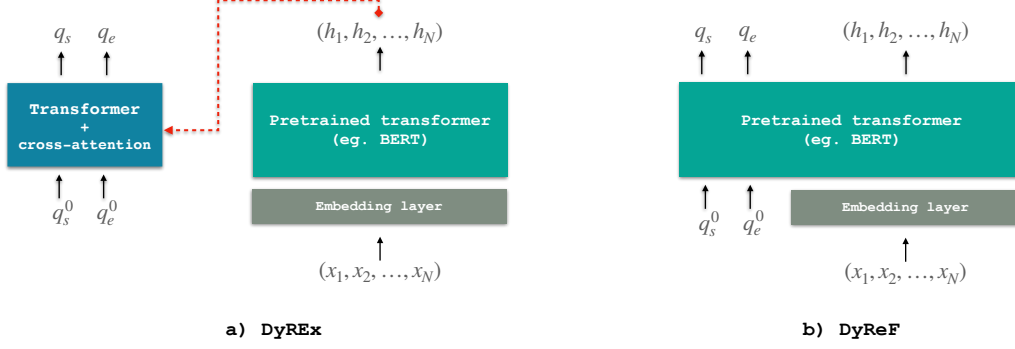 q_s q_e
(h_1, h_2, …, h_N)
Transformer
+
cross-attention
Pretrained transformer
(eg. BERT)
q_s^0 q_e^0
Embedding layer
(x_1, x_2, …, x_N)
a) DyREx
q_s q_e
(h_1, h_2, …, h_N)
Pretrained transformer
(eg. BERT)
q_s^0 q_e^0
Embedding layer
(x_1, x_2, …, x_N)
b) DyReF